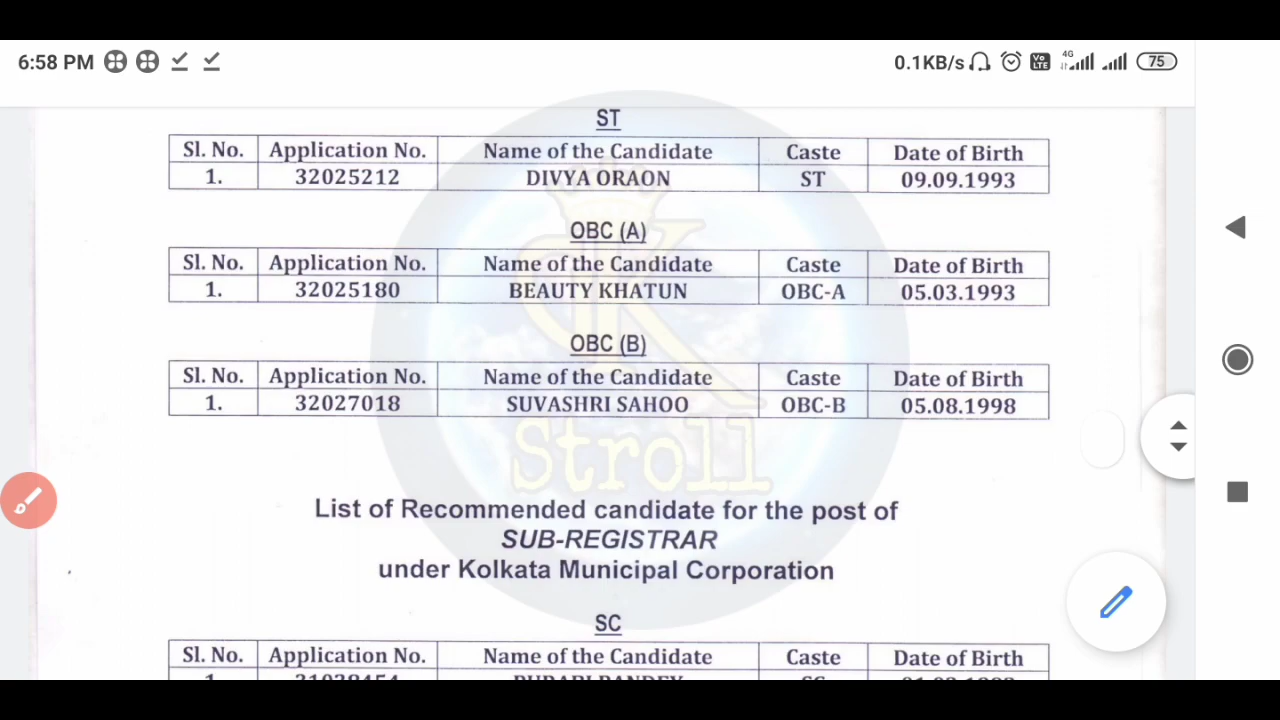 6:58 PM 0.1KB/s Vo LTE 4G 75
ST
Sl. No. Application No. Name of the Candidate Caste Date of Birth
1. 32025212 DIVYA ORAON ST 09.09.1993
OBC (A)
Sl. No. Application No. Name of the Candidate Caste Date of Birth
1. 32025180 BEAUTY KHATUN OBC-A 05.03.1993
OBC (B)
Sl. No. Application No. Name of the Candidate Caste Date of Birth
1. 32027018 SUVASHRI SAHOO OBC-B 05.08.1998
Stroll
List of Recommended candidate for the post of
SUB-REGISTRAR
under Kolkata Municipal Corporation
SC
Sl. No. Application No. Name of the Candidate Caste Date of Birth